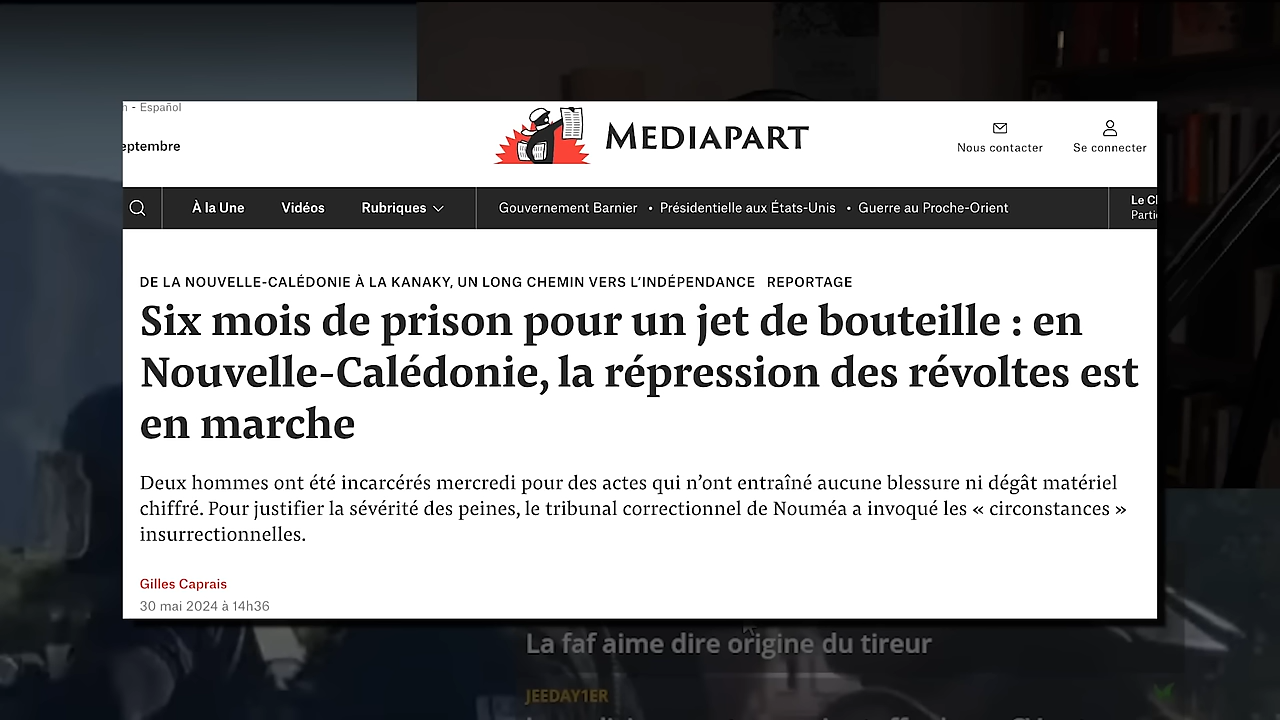 Español
eptembre
MEDIAPART
Nous contacter
Se connecter
À la Une
Vidéos
Rubriques
Gouvernement Barnier • Présidentielle aux États-Unis • Guerre au Proche-Orient
DE LA NOUVELLE-CALÉDONIE À LA KANAKY, UN LONG CHEMIN VERS L'INDÉPENDANCE REPORTAGE
Six mois de prison pour un jet de bouteille : en
Nouvelle-Calédonie, la répression des révoltes est
en marche
Deux hommes ont été incarcérés mercredi pour des actes qui n'ont entraîné aucune blessure ni dégât matériel
chiffré. Pour justifier la sévérité des peines, le tribunal correctionnel de Nouméa a invoqué les « circonstances »
insurrectionnelles.
Gilles Caprais
30 mai 2024 à 14h36
La faf aime dire origine du tireur
JEEDAY1ER